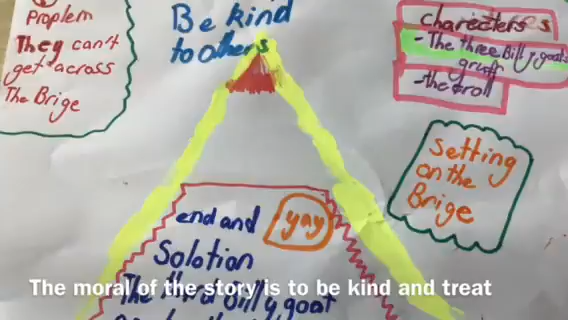 Proplem
They can't
get across
The Brige
Be kind
to others
charecters
- The three Billy goats
gruff
-the troll
setting
on the
Brige
end and
yay
Solotion
The moral of the story is to be kind and treat
Billy goat